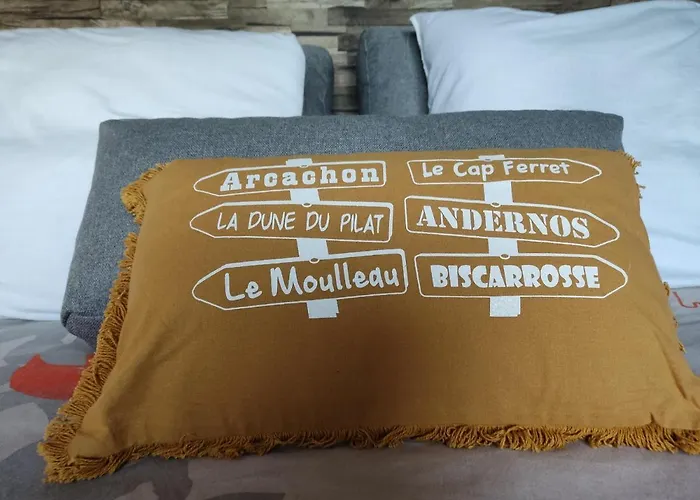 Arcachon
LA DUNE DU PILAT
Le Moulleau
Le Cap Ferret
ANDERNOS
BISCARROSSE